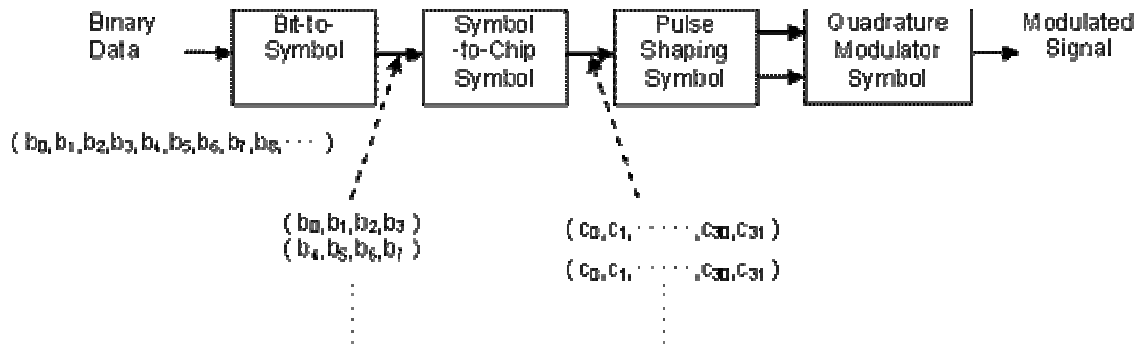 Binary
Data
Bit-to-
Symbol
Symbol
-to-Chip
Symbol
Pulse
Shaping
Symbol
Quadrature
Modulator
Symbol
Modulated
Signal
(b₀,b₁,b₂,b₃,b₄,b₅,b₆,b₇,b₈,····)
(b₀,b₁,b₂,b₃)
(b₄,b₅,b₆,b₇)
(c₀,c₁,······,c₃₀,c₃₁)
(c₀,c₁,······,c₃₀,c₃₁)